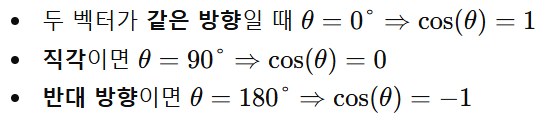 • 두 벡터가 같은 방향일 때 θ = 0° ⇒ cos(θ) = 1
• 직각이면 θ = 90° ⇒ cos(θ) = 0
• 반대 방향이면 θ = 180° ⇒ cos(θ) = −1